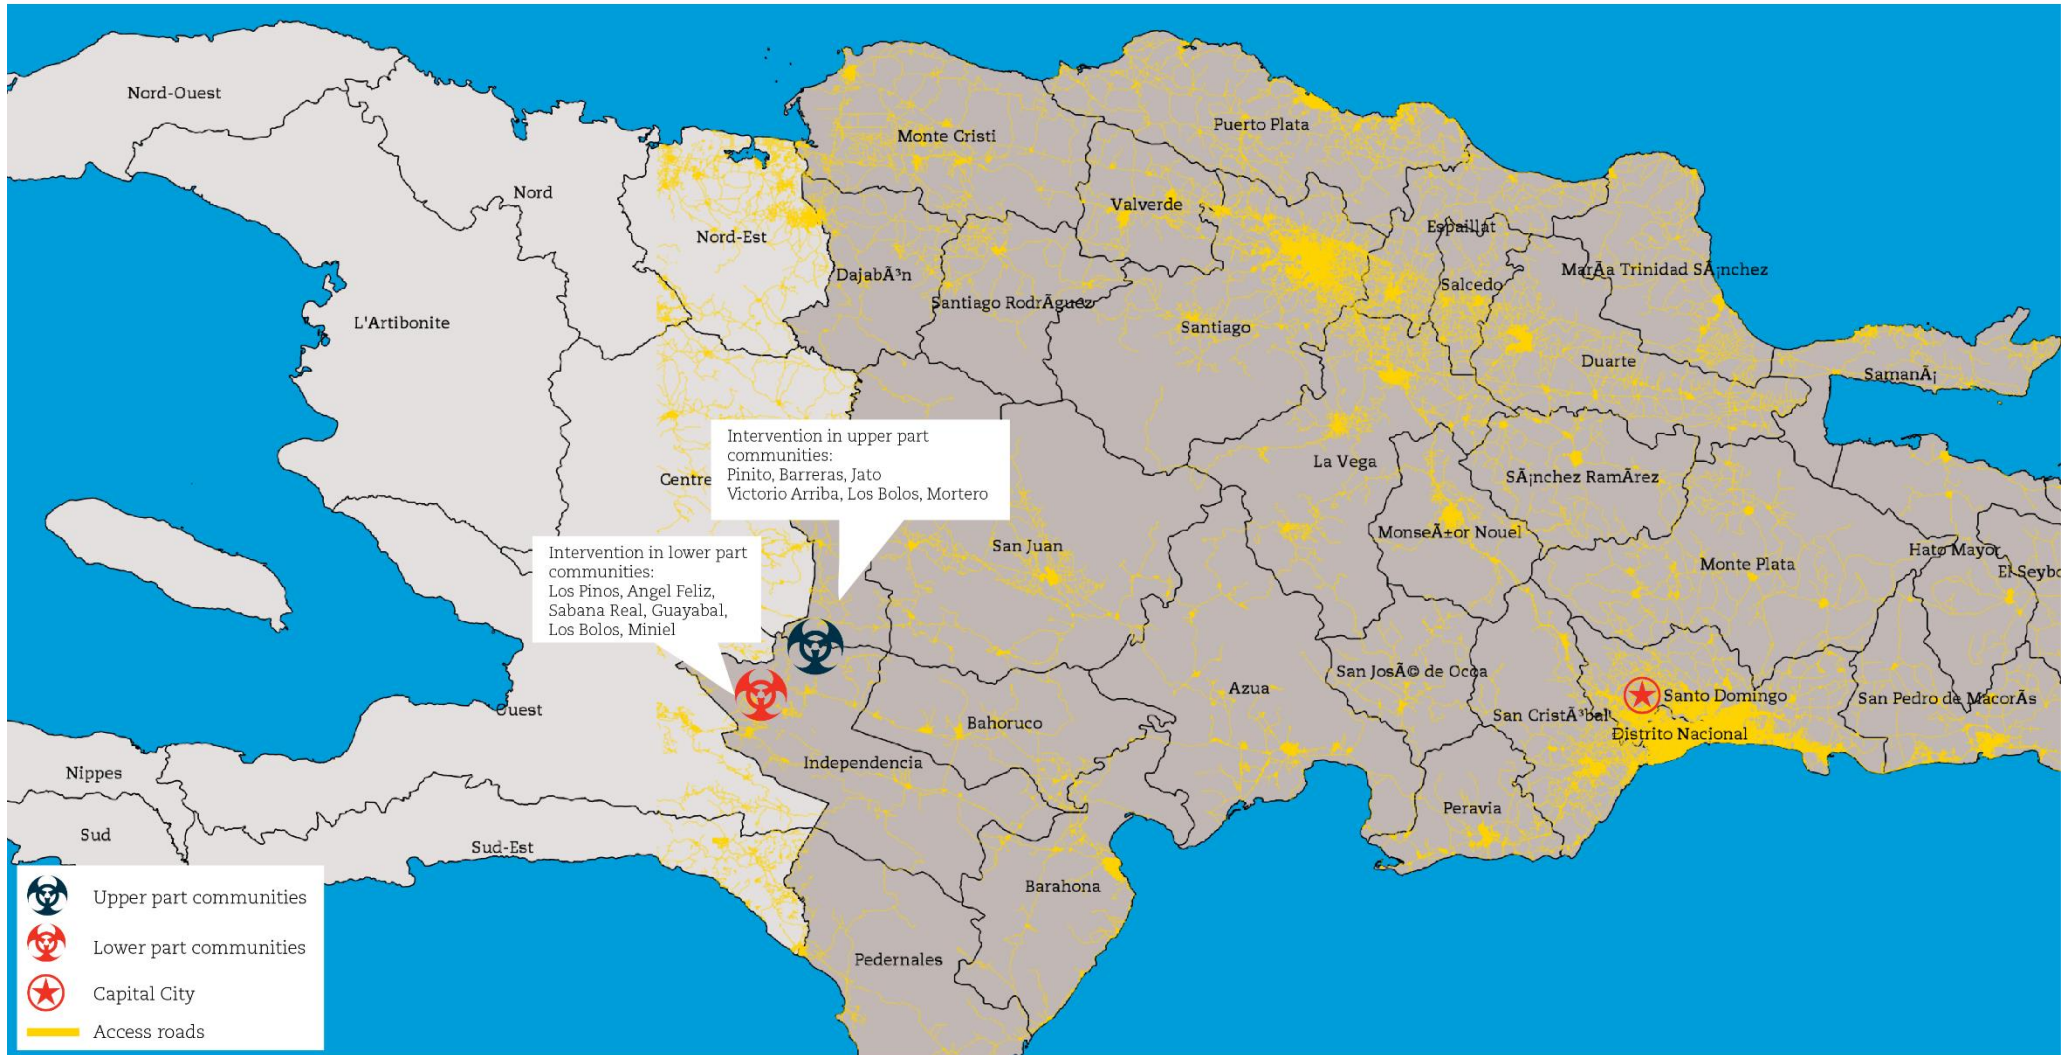 Nord-Ouest
Nord
Nord-Est
L'Artibonite
Centre
Ouest
Nippes
Sud
Sud-Est
Monte Cristi
Puerto Plata
Valverde
Espaillat
DajabÃ³n
Santiago RodrÃ­guez
MarÃ­a Trinidad SÃ¡nchez
Salcedo
Santiago
Duarte
SamanÃ¡
Intervention in upper part
communities:
Pinito, Barreras, Jato
Victorio Arriba, Los Bolos, Mortero
La Vega
SÃ¡nchez RamÃ­rez
MonseÃ±or Nouel
San Juan
Monte Plata
Hato Mayor
El Seybo
Intervention in lower part
communities:
Los Pinos, Angel Feliz,
Sabana Real, Guayabal,
Los Bolos, Miniel
San JosÃ© de Ocoa
Azua
Santo Domingo
San Pedro de MacorÃ­s
San CristÃ³bal
Distrito Nacional
Bahoruco
Independencia
Peravia
Barahona
Pedernales
Upper part communities
Lower part communities
Capital City
Access roads